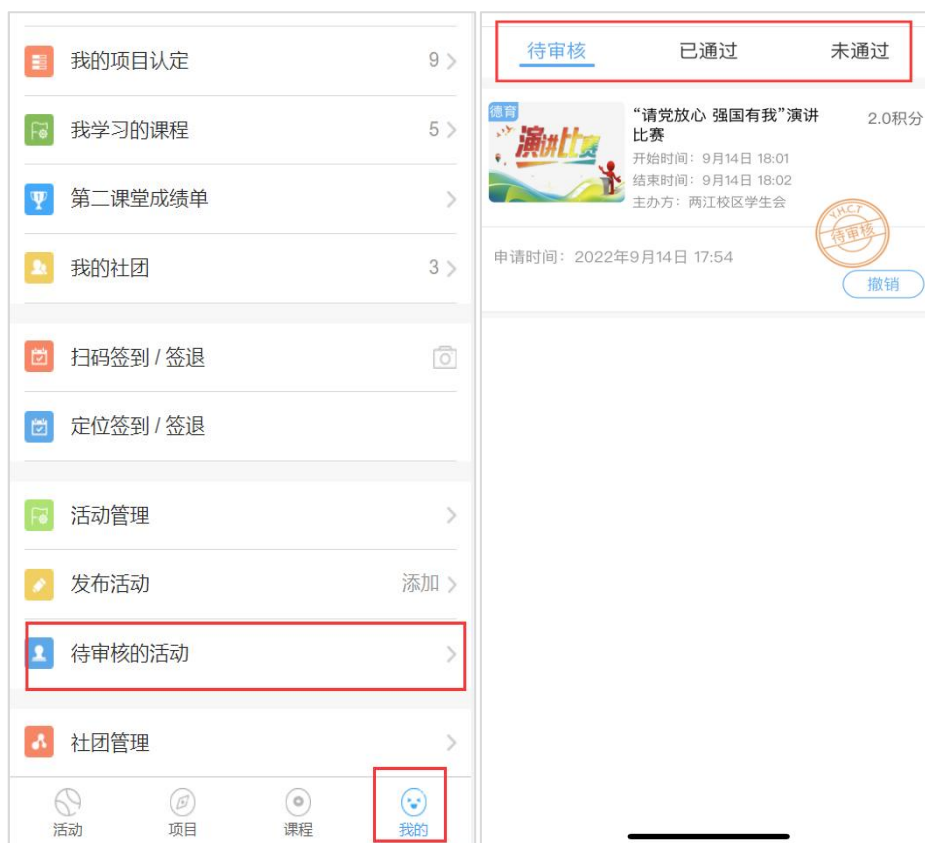 我的项目认定 9
我学习的课程 5
第二课堂成绩单
我的社团 3
扫码签到 / 签退
定位签到 / 签退
活动管理
发布活动 添加
待审核的活动
社团管理
活动 项目 课程 我的
待审核 已通过 未通过
德育
演讲比赛
“请党放心 强国有我”演讲 2.0积分
比赛
开始时间：9月14日 18:01
结束时间：9月14日 18:02
主办方：两江校区学生会
Y.H.C.T
待审核
申请时间：2022年9月14日 17:54
撤销